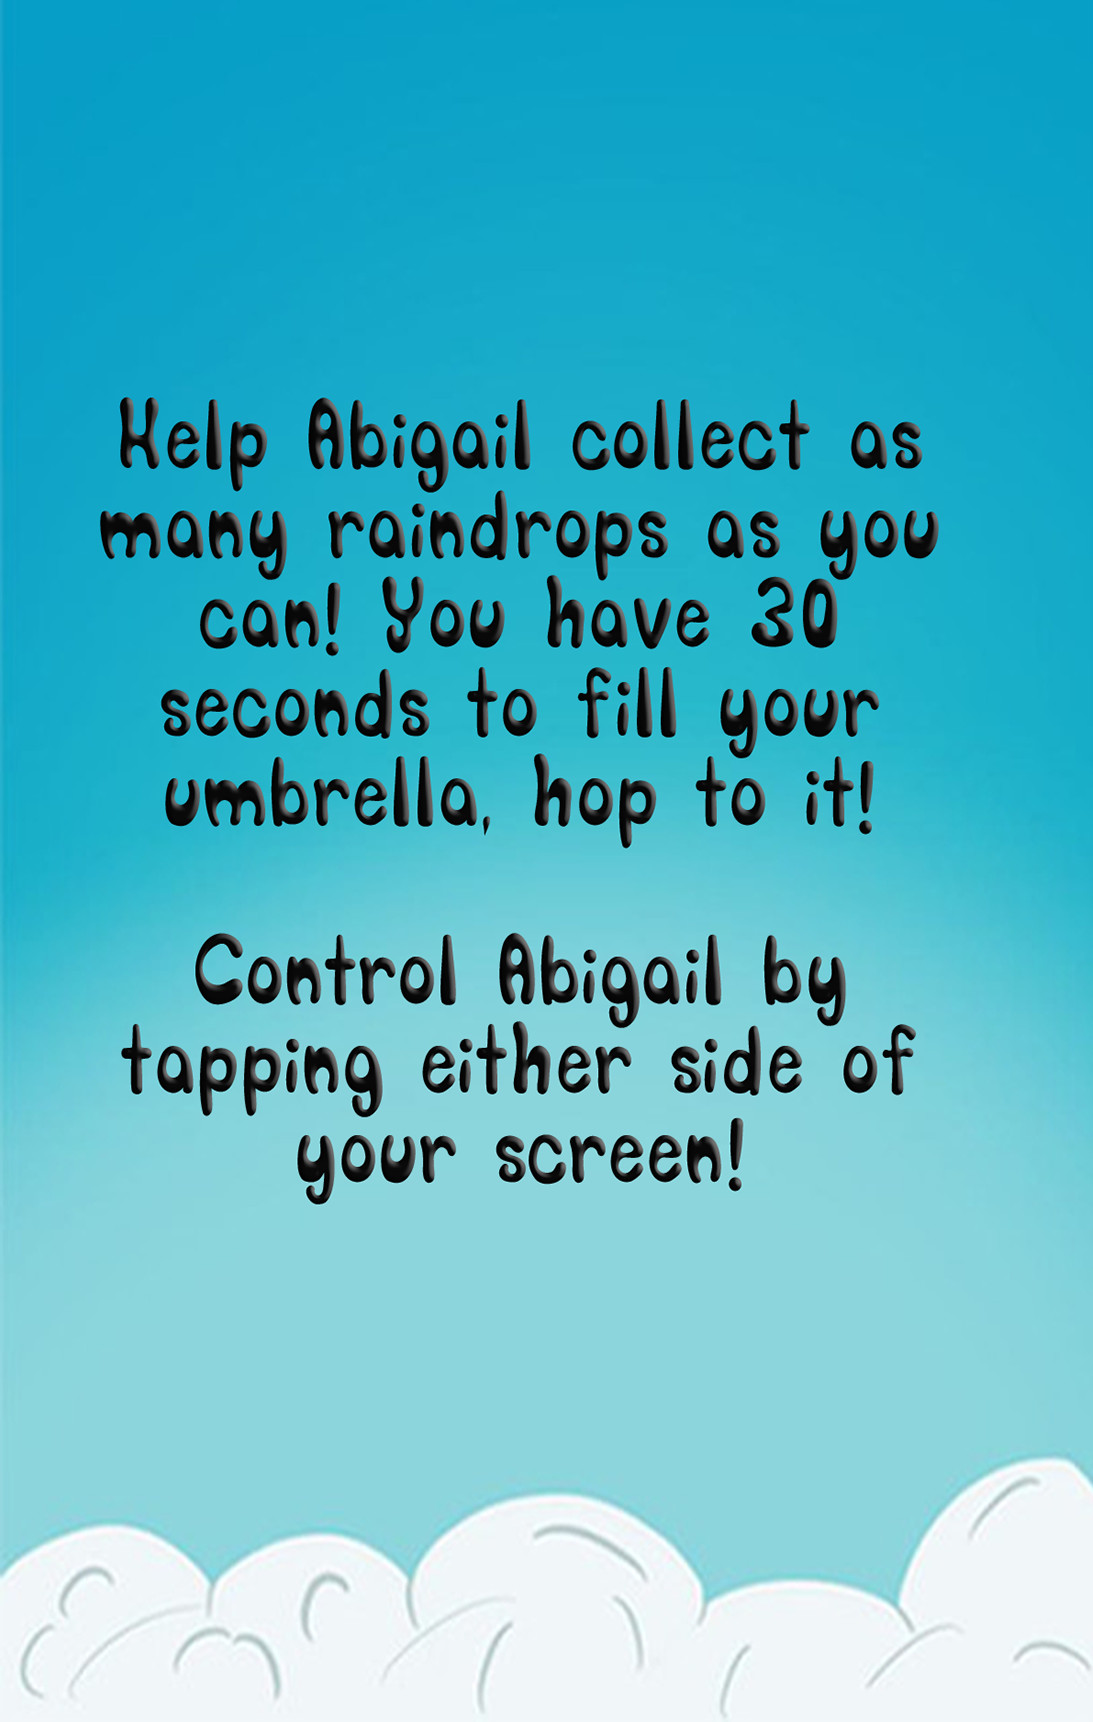 Help Abigail collect as
many raindrops as you
can! You have 30
seconds to fill your
umbrella, hop to it!
Control Abigail by
tapping either side of
your screen!